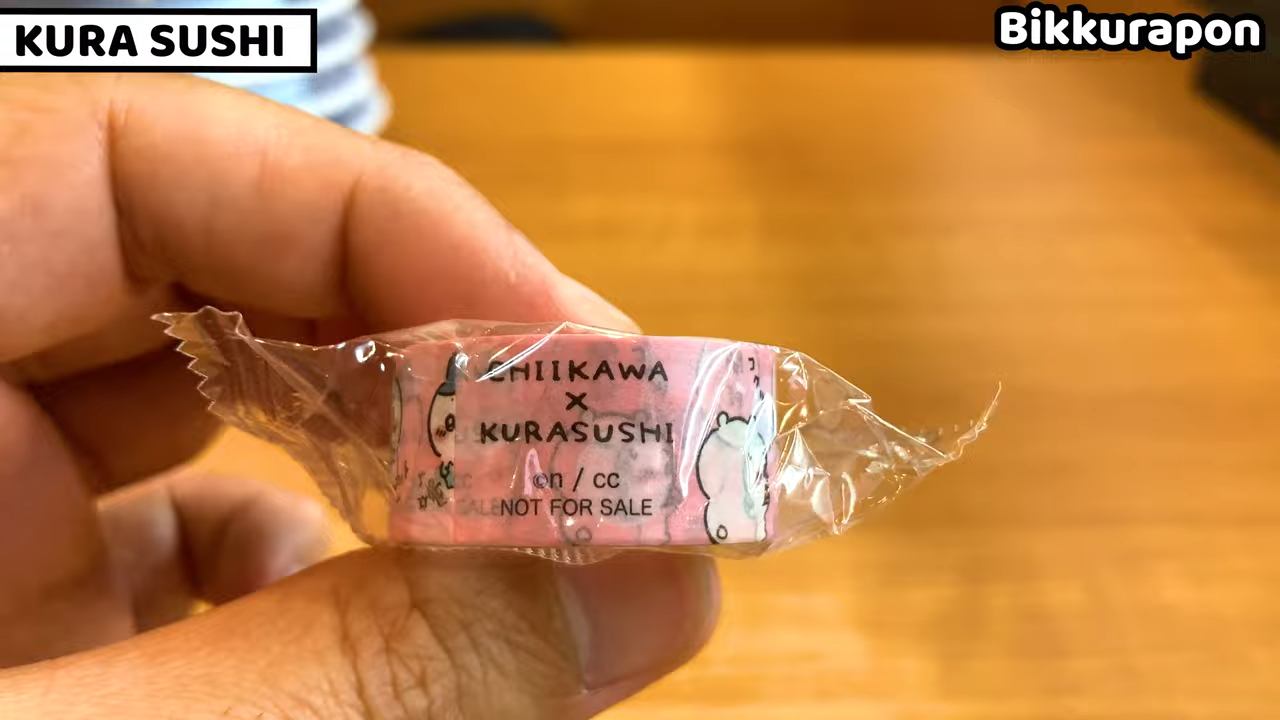 KURA SUSHI
Bikkurapon
CHIIKAWA
X
KURASUSHI
©n / cc
NOT FOR SALE